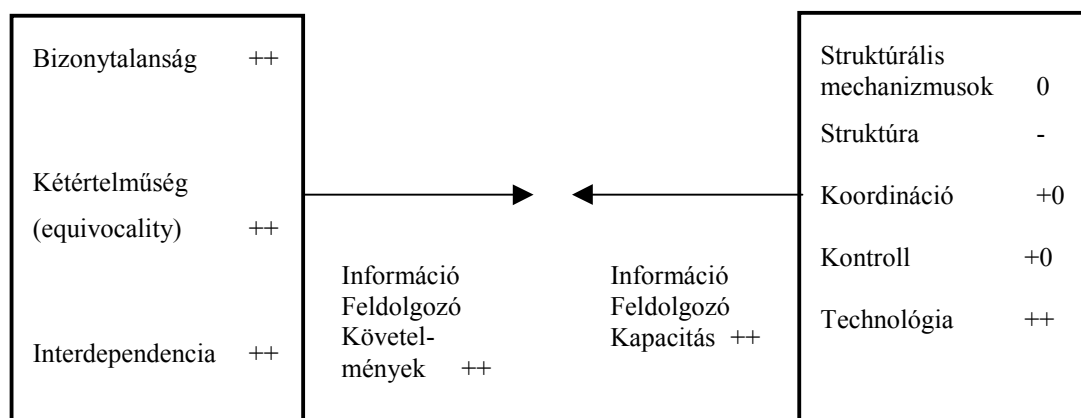 Bizonytalanság ++
Kétértelműség
(equivocality) ++
Interdependencia ++
Információ
Feldolgozó
Követel-
mények ++
Információ
Feldolgozó
Kapacitás ++
Struktúrális
mechanizmusok 0
Struktúra -
Koordináció +0
Kontroll +0
Technológia ++